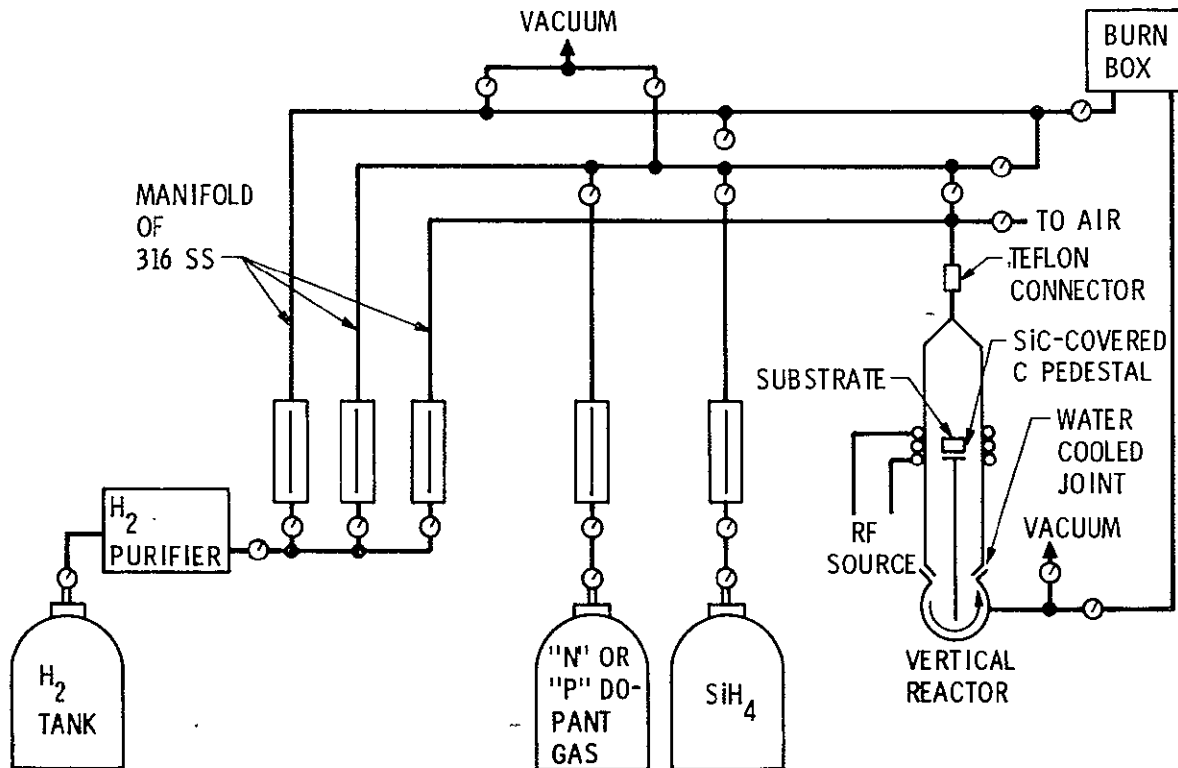 VACUUM
BURN
BOX
MANIFOLD
OF
316 SS
TO AIR
TEFLON
CONNECTOR
SiC-COVERED
C PEDESTAL
SUBSTRATE
WATER
COOLED
JOINT
H2
PURIFIER
RF
SOURCE
VACUUM
H2
TANK
"N" OR
"P" DO-
PANT
GAS
SiH4
VERTICAL
REACTOR